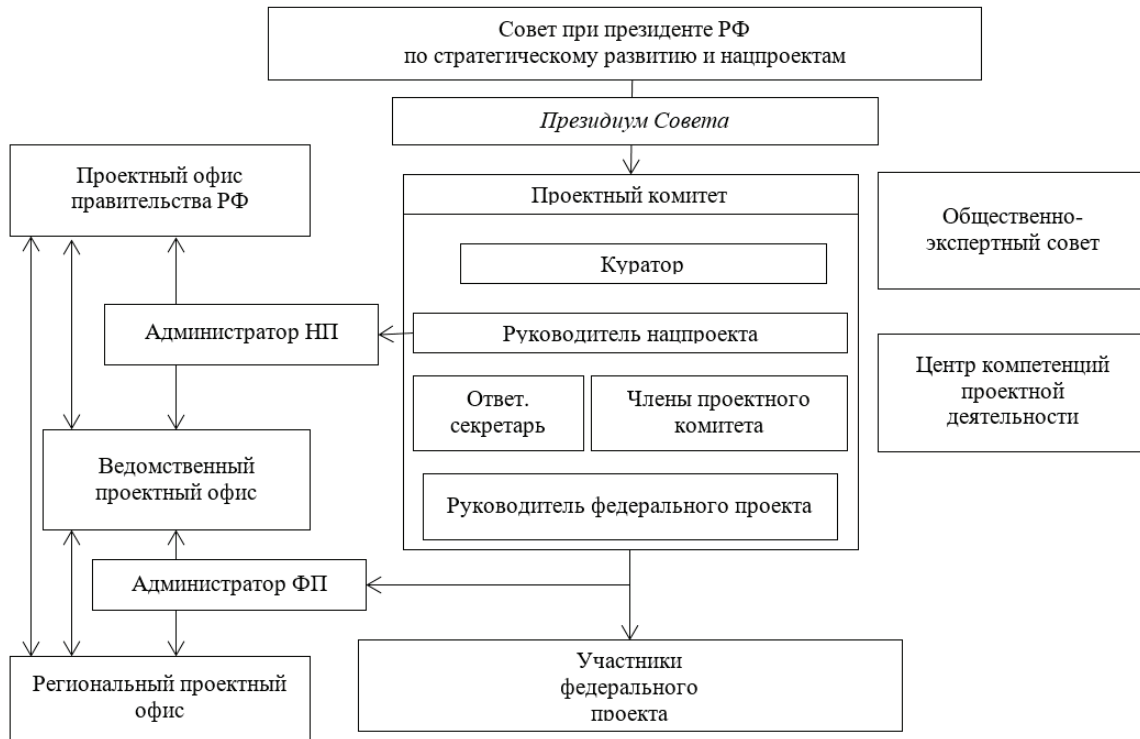 Совет при президенте РФ
по стратегическому развитию и нацпроектам
Президиум Совета
Проектный офис
правительства РФ
Проектный комитет
Общественно-
экспертный совет
Куратор
Администратор НП
Руководитель нацпроекта
Центр компетенций
проектной
деятельности
Ответ.
секретарь
Члены проектного
комитета
Ведомственный
проектный офис
Руководитель федерального проекта
Администратор ФП
Участники
федерального
проекта
Региональный проектный
офис